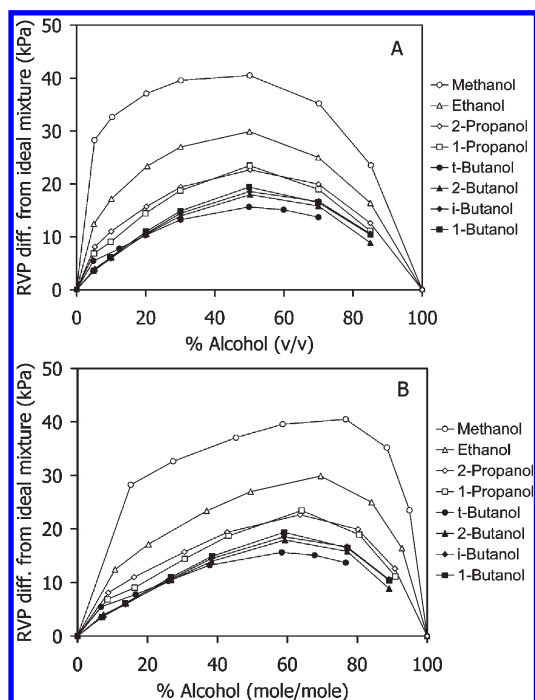 A
RVP diff. from ideal mixture (kPa)
50
40
30
20
10
0
0 20 40 60 80 100
% Alcohol (v/v)
Methanol
Ethanol
2-Propanol
1-Propanol
t-Butanol
2-Butanol
i-Butanol
1-Butanol
B
RVP diff. from ideal mixture (kPa)
50
40
30
20
10
0
0 20 40 60 80 100
% Alcohol (mole/mole)
Methanol
Ethanol
2-Propanol
1-Propanol
t-Butanol
2-Butanol
i-Butanol
1-Butanol